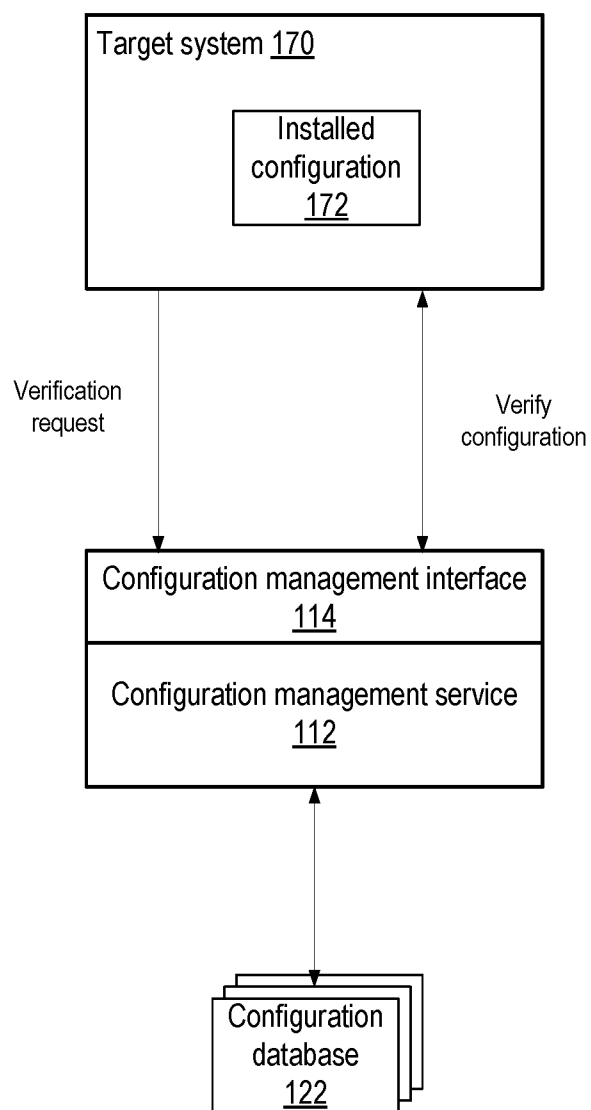 Target system 170
Installed
configuration
172
Verification
request
Verify
configuration
Configuration management interface
114
Configuration management service
112
Configuration
database
122